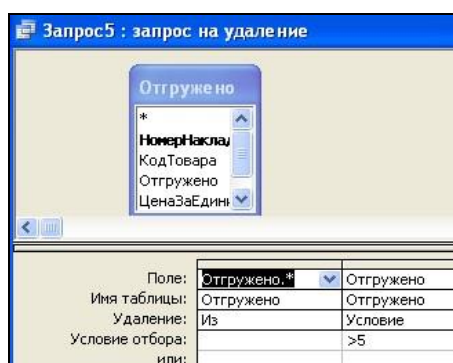 Запрос5 : запрос на удаление
Отгружено
*
НомерНаклад
КодТовара
Отгружено
ЦенаЗаЕдини
Поле: Отгружено.* Отгружено
Имя таблицы: Отгружено Отгружено
Удаление: Из Условие
Условие отбора: >5
или: